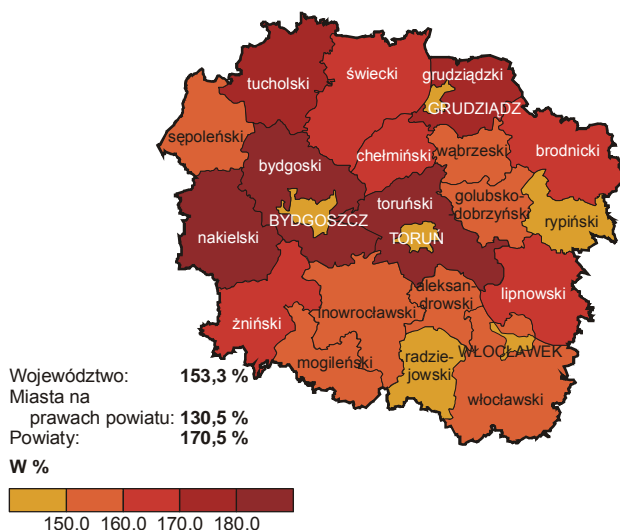 tucholski
świecki
grudziądzki
GRUDZIĄDZ
sępoleński
bydgoski
chełmiński
wąbrzeski
brodnicki
BYDGOSZCZ
toruński
golubsko-
dobrzyński
rypiński
nakielski
TORUŃ
aleksan-
drowski
lipnowski
żniński
inowrocławski
mogileński
radzie-
jowski
WŁOCŁAWEK
włocławski
Województwo: 153,3 %
Miasta na
prawach powiatu: 130,5 %
Powiaty: 170,5 %
W %
150.0 160.0 170.0 180.0